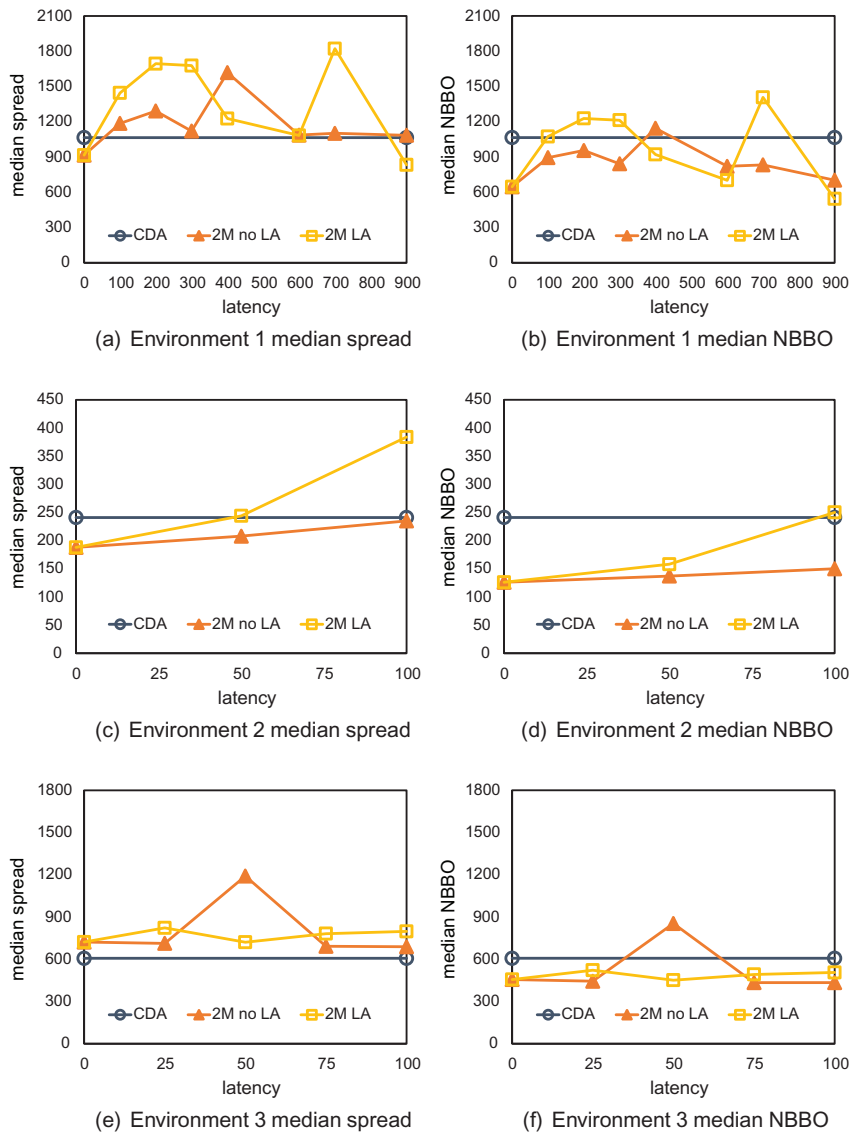 2100
1800
1500
1200
900
600
300
0
median spread
CDA 2M no LA 2M LA
0 100 200 300 400 500 600 700 800 900
latency
(a) Environment 1 median spread
2100
1800
1500
1200
900
600
300
0
median NBBO
CDA 2M no LA 2M LA
0 100 200 300 400 500 600 700 800 900
latency
(b) Environment 1 median NBBO
450
400
350
300
250
200
150
100
50
0
median spread
CDA 2M no LA 2M LA
0 25 50 75 100
latency
(c) Environment 2 median spread
450
400
350
300
250
200
150
100
50
0
median NBBO
CDA 2M no LA 2M LA
0 25 50 75 100
latency
(d) Environment 2 median NBBO
1800
1500
1200
900
600
300
0
median spread
CDA 2M no LA 2M LA
0 25 50 75 100
latency
(e) Environment 3 median spread
1800
1500
1200
900
600
300
0
median NBBO
CDA 2M no LA 2M LA
0 25 50 75 100
latency
(f) Environment 3 median NBBO